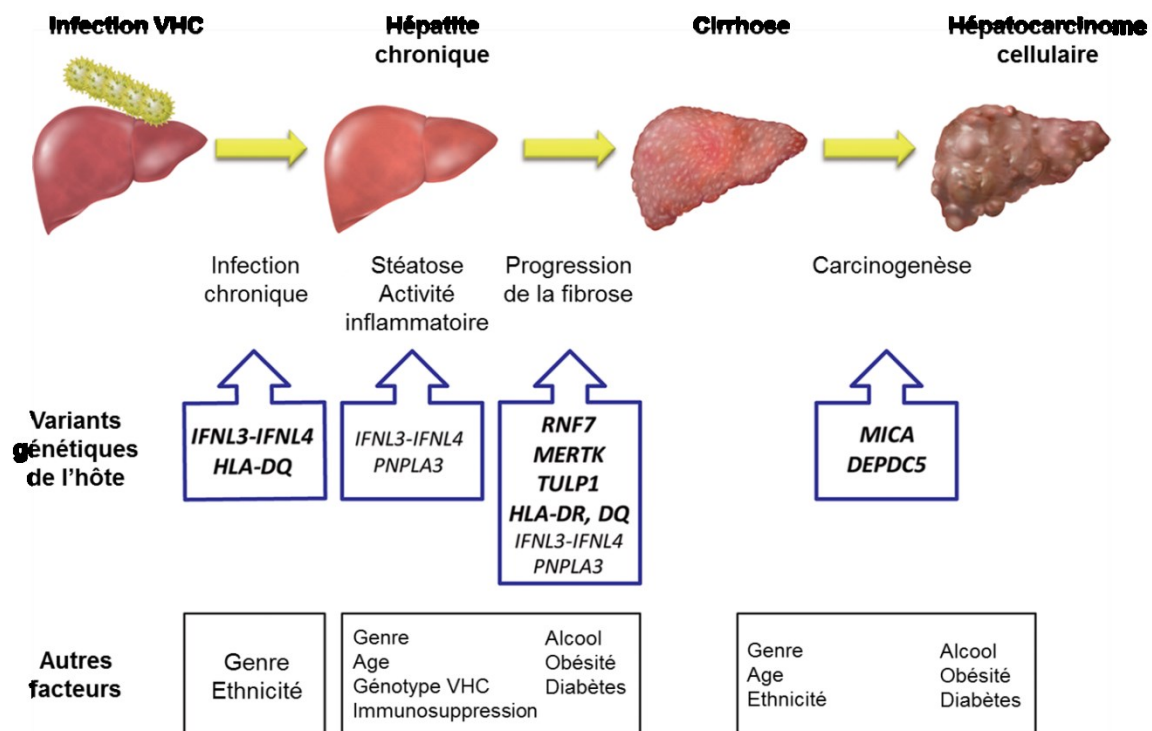 Infection VHC
Hépatite
chronique
Cirrhose
Hépatocarcinome
cellulaire
Infection
chronique
Stéatose
Activité
inflammatoire
Progression
de la fibrose
Carcinogenèse
Variants
génétiques
de l’hôte
IFNL3-IFNL4
HLA-DQ
IFNL3-IFNL4
PNPLA3
RNF7
MERTK
TULP1
HLA-DR, DQ
IFNL3-IFNL4
PNPLA3
MICA
DEPDC5
Autres
facteurs
Genre
Ethnicité
Genre
Age
Génotype VHC
Immunosuppression
Alcool
Obésité
Diabètes
Genre
Age
Ethnicité
Alcool
Obésité
Diabètes